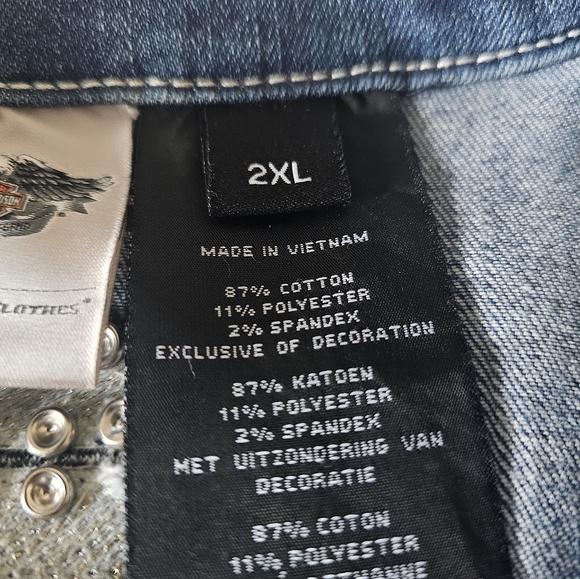 2XL
MADE IN VIETNAM
87% COTTON
11% POLYESTER
2% SPANDEX
EXCLUSIVE OF DECORATION
87% KATOEN
11% POLYESTER
2% SPANDEX
MET UITZONDERING VAN
DECORATIE
87% COTON
11% POLYESTER
CLOTHES